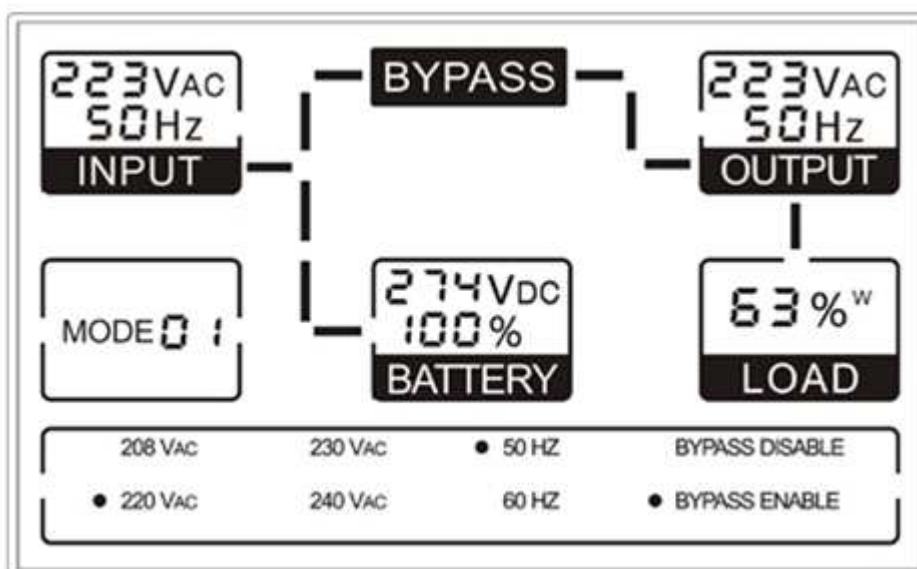 223VAC
50HZ
INPUT
BYPASS
223VAC
50HZ
OUTPUT
MODE 01
274VDC
100%
BATTERY
63%W
LOAD
208 VAC 230 VAC • 50 HZ BYPASS DISABLE
• 220 VAC 240 VAC 60 HZ • BYPASS ENABLE